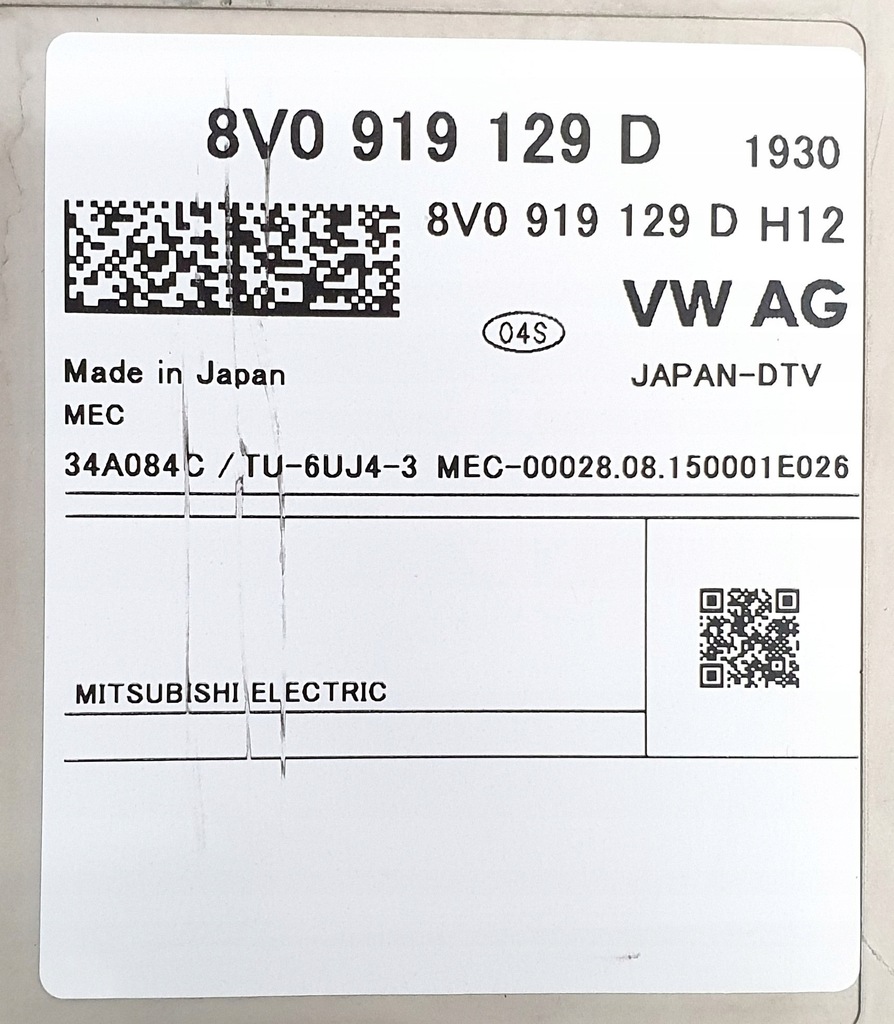 8V0 919 129 D 1930
8V0 919 129 D H12
VW AG
04S
Made in Japan JAPAN-DTV
MEC
34A084C / TU-6UJ4-3 MEC-00028.08.150001E026
MITSUBISHI ELECTRIC